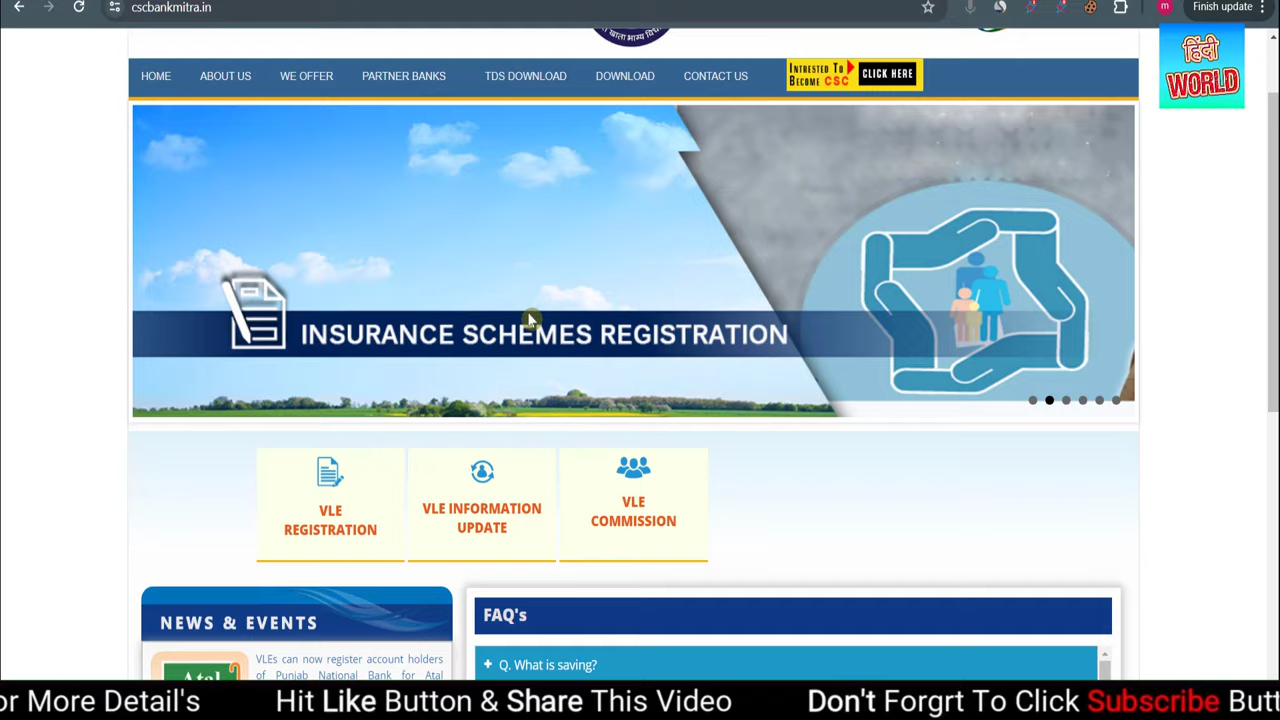 cscbankmitra.in
Finish update
m
खाला भाग्य विधा
हिंदी
WORLD
HOME ABOUT US WE OFFER PARTNER BANKS TDS DOWNLOAD DOWNLOAD CONTACT US
INTRESTED TO
BECOME CSC
CLICK HERE
INSURANCE SCHEMES REGISTRATION
VLE
REGISTRATION
VLE INFORMATION
UPDATE
VLE
COMMISSION
NEWS & EVENTS
Atal
VLEs can now register account holders
of Punjab National Bank for Atal
FAQ's
+ Q. What is saving?
or More Detail's Hit Like Button & Share This Video Don't Forgrt To Click Subscribe Butt